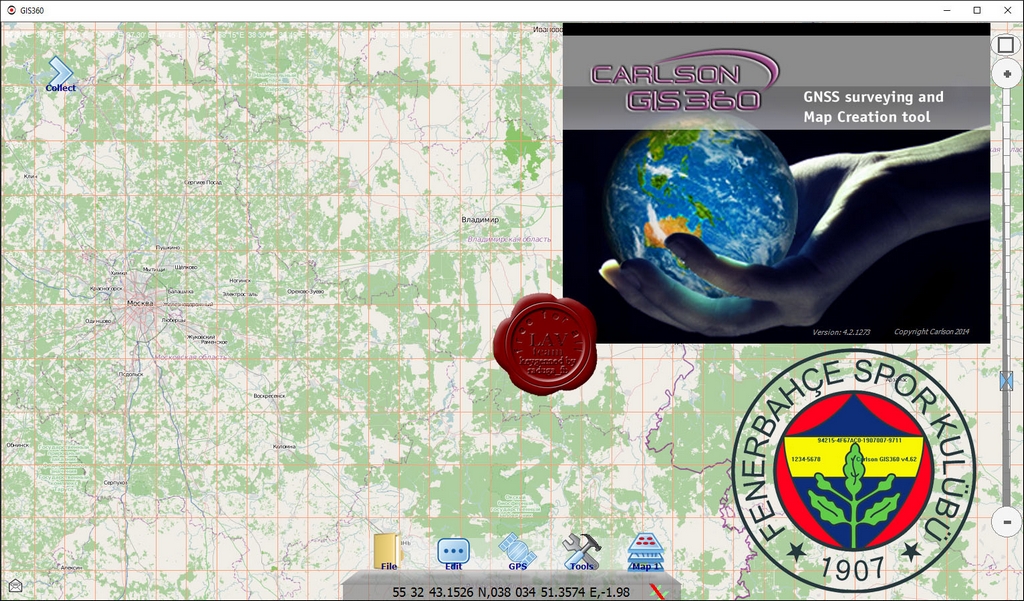 GIS360
Иваново
Collect
CARLSON
GIS360
GNSS surveying and
Map Creation tool
Version: 4.2.1273
Copyright Carlson 2014
Клин
Сергиев Посад
Владимир
Владимирская область
Пушкино
Химки
Мытищи
Щёлково
Красногорск
Балашиха
Ногинск
Электросталь
Орехово-Зуево
Москва
Железнодорожный
Одинцово
Люберцы
Жуковский
Раменское
Московская область
Подольск
Воскресенск
Обнинск
Коломна
Серпухов
Алексин
LAV
team
FENERBAHÇE SPOR KULÜBÜ
94215-4F67AC0-1907007-9711
1234-5678
Carlson GIS360 v4.62
1907
File
Edit
GPS
Tools
Map 1
55 32 43.1526 N,038 034 51.3574 E,-1.98